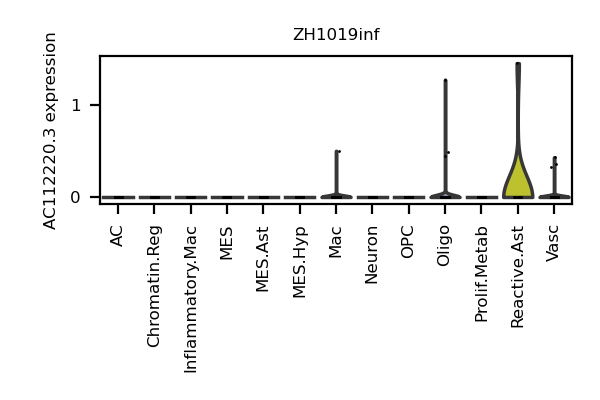 ZH1019inf
AC112220.3 expression
1
0
AC
Chromatin.Reg
Inflammatory.Mac
MES
MES.Ast
MES.Hyp
Mac
Neuron
OPC
Oligo
Prolif.Metab
Reactive.Ast
Vasc